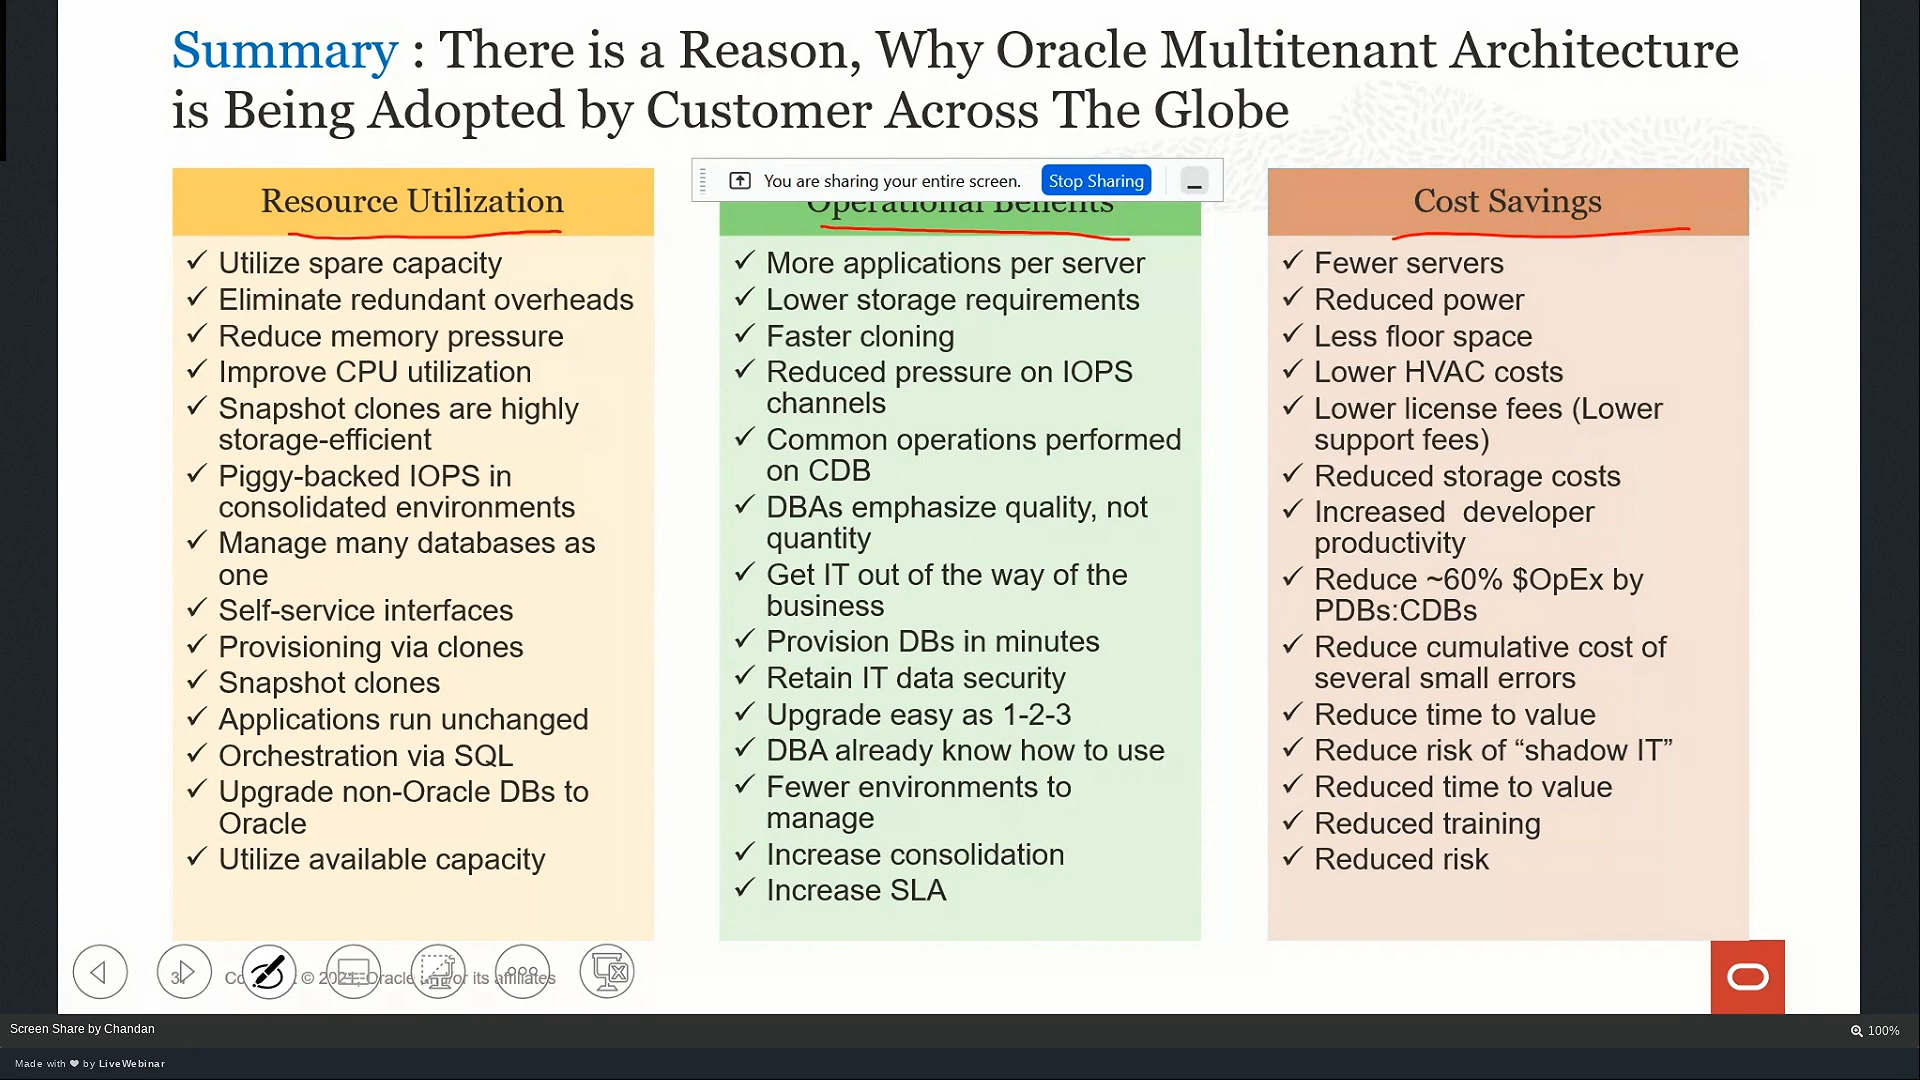 Summary : There is a Reason, Why Oracle Multitenant Architecture
is Being Adopted by Customer Across The Globe
You are sharing your entire screen.
Stop Sharing
Resource Utilization
Utilize spare capacity
Eliminate redundant overheads
Reduce memory pressure
Improve CPU utilization
Snapshot clones are highly
storage-efficient
Piggy-backed IOPS in
consolidated environments
Manage many databases as
one
Self-service interfaces
Provisioning via clones
Snapshot clones
Applications run unchanged
Orchestration via SQL
Upgrade non-Oracle DBs to
Oracle
Utilize available capacity
Operational Benefits
More applications per server
Lower storage requirements
Faster cloning
Reduced pressure on IOPS
channels
Common operations performed
on CDB
DBAs emphasize quality, not
quantity
Get IT out of the way of the
business
Provision DBs in minutes
Retain IT data security
Upgrade easy as 1-2-3
DBA already know how to use
Fewer environments to
manage
Increase consolidation
Increase SLA
Cost Savings
Fewer servers
Reduced power
Less floor space
Lower HVAC costs
Lower license fees (Lower
support fees)
Reduced storage costs
Increased  developer
productivity
Reduce ~60% $OpEx by
PDBs:CDBs
Reduce cumulative cost of
several small errors
Reduce time to value
Reduce risk of “shadow IT”
Reduced time to value
Reduced training
Reduced risk
© Oracle its affiliates
Screen Share by Chandan
100%
Made with ❤ by LiveWebinar